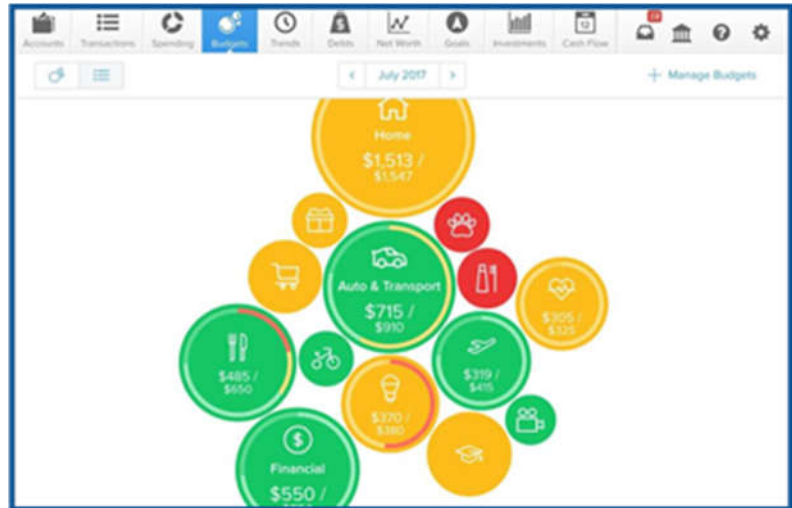 Accounts Transactions Spending Budgets Trends Debts Net Worth Goals Investments Cash Flow
July 2017
+ Manage Budgets
Home
$1,513 /
$1,547
Auto & Transport
$715 /
$910
$305 /
$325
$485 /
$650
$319 /
$415
$370 /
$380
Financial
$550 /